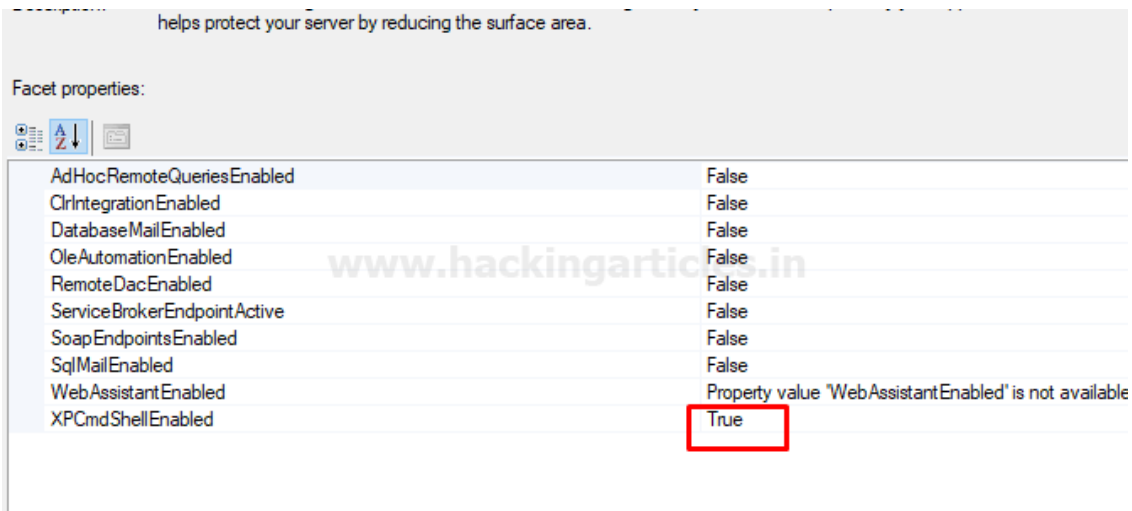 helps protect your server by reducing the surface area.
Facet properties:
AdHocRemoteQueriesEnabled False
ClrIntegrationEnabled False
DatabaseMailEnabled False
OleAutomationEnabled False
www.hackingarticles.in
RemoteDacEnabled False
ServiceBrokerEndpointActive False
SoapEndpointsEnabled False
SqlMailEnabled False
WebAssistantEnabled Property value 'WebAssistantEnabled' is not available
XPCmdShellEnabled True